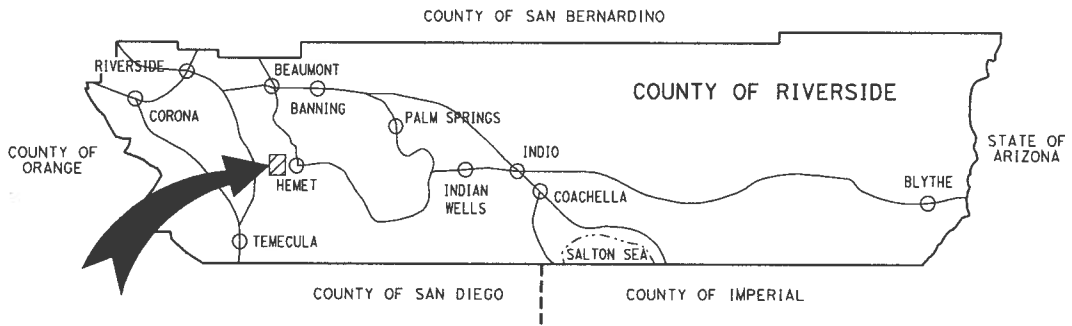 COUNTY OF SAN BERNARDINO
RIVERSIDE
BEAUMONT
BANNING
CORONA
COUNTY OF RIVERSIDE
PALM SPRINGS
COUNTY OF
ORANGE
STATE OF
ARIZONA
INDIO
HEMET
INDIAN
WELLS
COACHELLA
BLYTHE
TEMECULA
SALTON SEA
COUNTY OF SAN DIEGO
COUNTY OF IMPERIAL